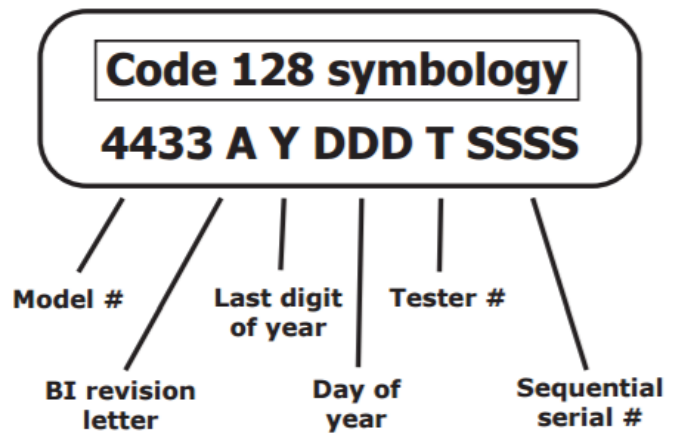 Code 128 symbology
4433 A Y DDD T SSSS
Model #
Last digit
of year
Tester #
BI revision
letter
Day of
year
Sequential
serial #